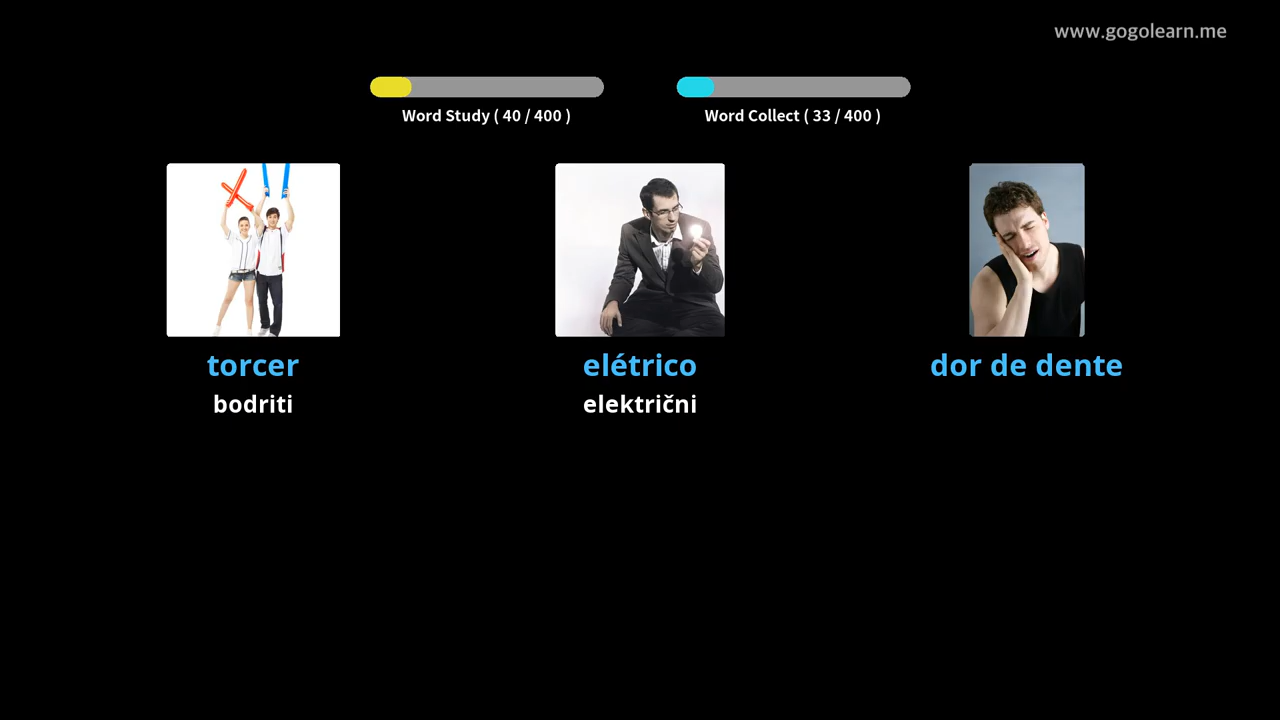 www.gogolearn.me
Word Study ( 40 / 400 )
Word Collect ( 33 / 400 )
torcer
bodriti
elétrico
električni
dor de dente